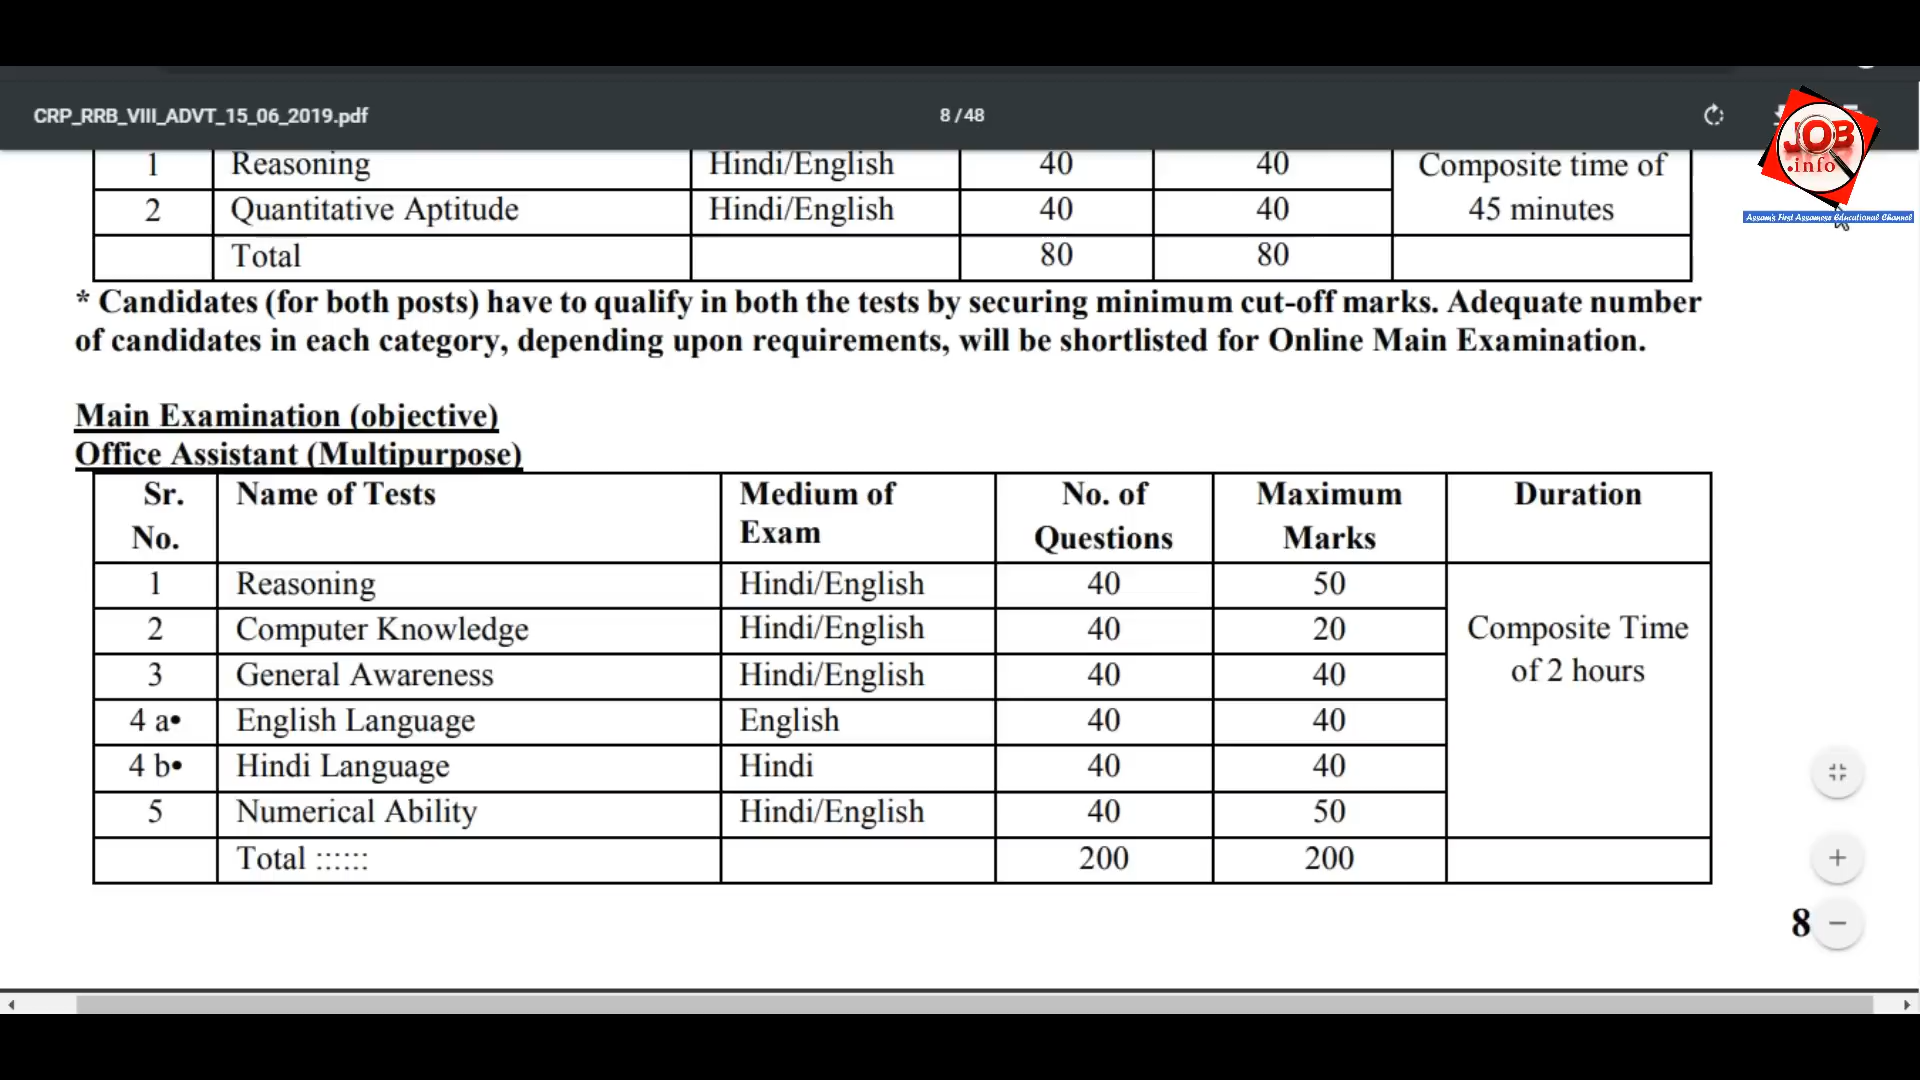 CRP_RRB_VIII_ADVT_15_06_2019.pdf 8 / 48
JOB
.info
Assam's First Assamese Educational Channel
1 Reasoning Hindi/English 40 40 Composite time of
2 Quantitative Aptitude Hindi/English 40 40 45 minutes
Total 80 80
* Candidates (for both posts) have to qualify in both the tests by securing minimum cut-off marks. Adequate number
of candidates in each category, depending upon requirements, will be shortlisted for Online Main Examination.
Main Examination (objective)
Office Assistant (Multipurpose)
Sr. Name of Tests Medium of No. of Maximum Duration
No. Exam Questions Marks
1 Reasoning Hindi/English 40 50
2 Computer Knowledge Hindi/English 40 20 Composite Time
3 General Awareness Hindi/English 40 40 of 2 hours
4 a• English Language English 40 40
4 b• Hindi Language Hindi 40 40
5 Numerical Ability Hindi/English 40 50
Total :::::: 200 200
8